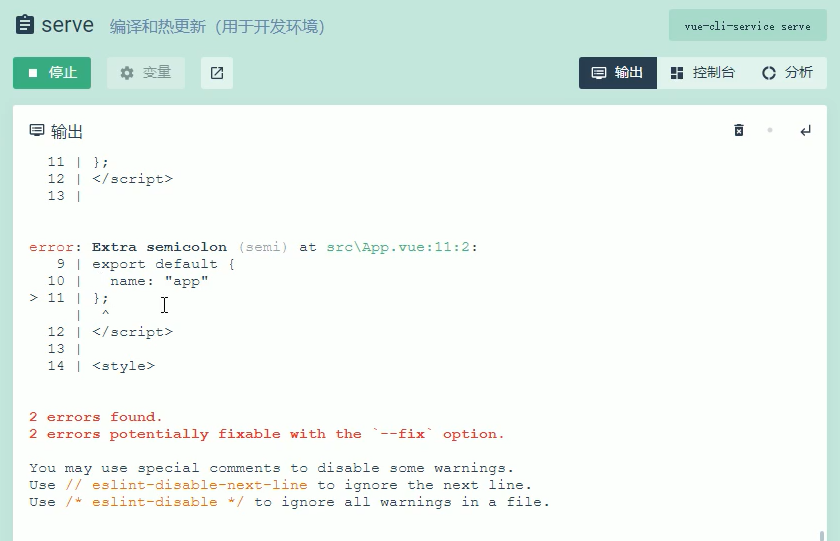 serve 编译和热更新（用于开发环境） vue-cli-service serve
停止 变量 输出 控制台 分析
输出
11 | };
12 | </script>
13 |
error: Extra semicolon (semi) at src\App.vue:11:2:
9 | export default {
10 |   name: "app"
> 11 | };
|  ^
12 | </script>
13 |
14 | <style>
2 errors found.
2 errors potentially fixable with the `--fix` option.
You may use special comments to disable some warnings.
Use // eslint-disable-next-line to ignore the next line.
Use /* eslint-disable */ to ignore all warnings in a file.